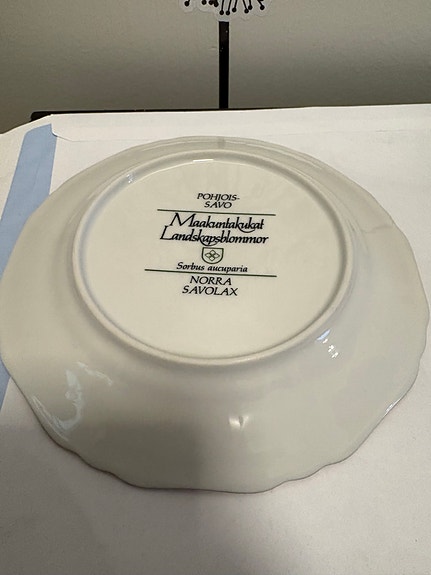 POHJOIS-
SAVO
Maakuntakukat
Landskapsblommor
Sorbus aucuparia
NORRA
SAVOLAX